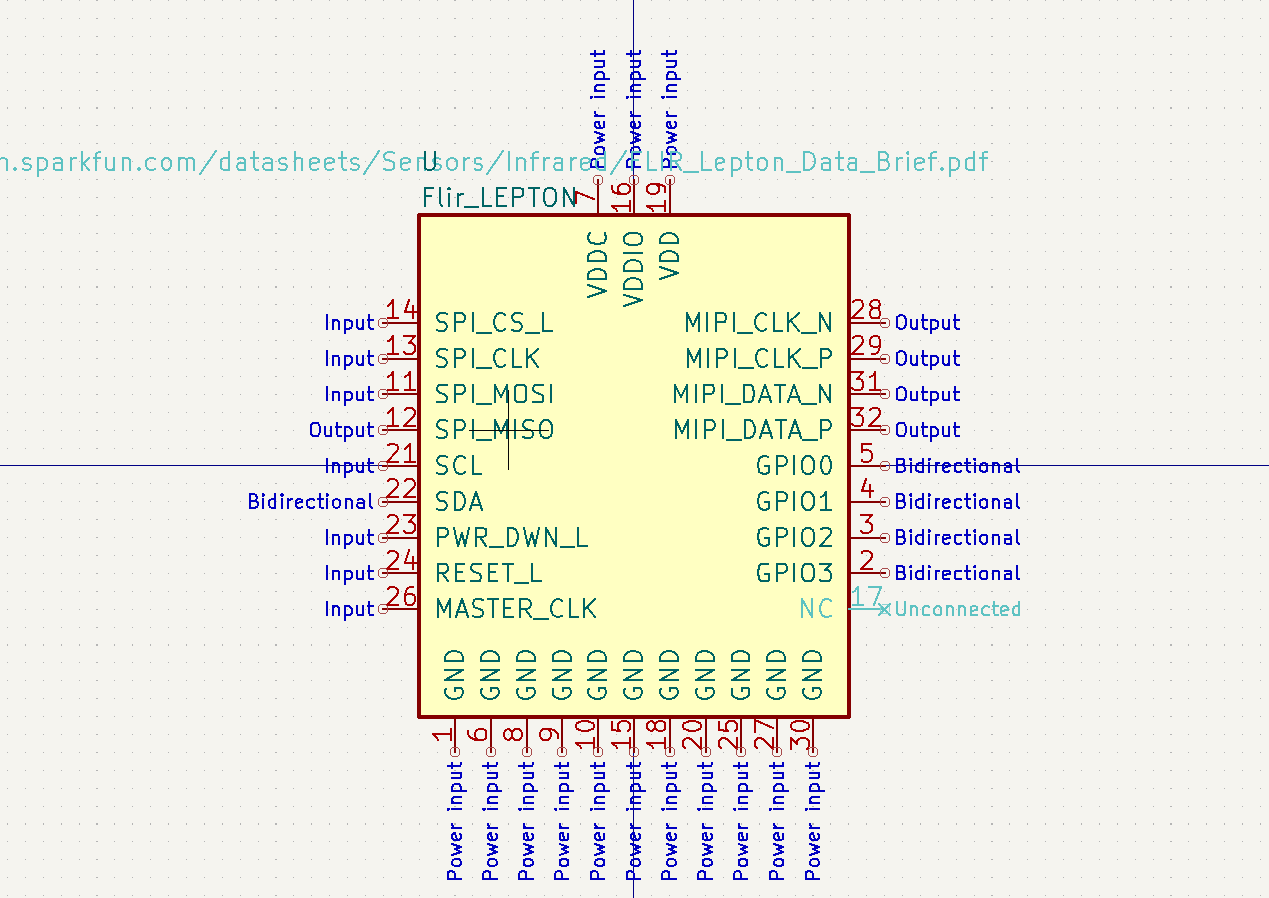 Power input Power input Power input
n.sparkfun.com/datasheets/Sensors/Infrared/FLIR_Lepton_Data_Brief.pdf
U
Flir_LEPTON
7 16 19
VDDC VDDIO VDD
Input 14 SPI_CS_L MIPI_CLK_N 28 Output
Input 13 SPI_CLK MIPI_CLK_P 29 Output
Input 11 SPI_MOSI MIPI_DATA_N 31 Output
Output 12 SPI_MISO MIPI_DATA_P 32 Output
Input 21 SCL GPIO0 5 Bidirectional
Bidirectional 22 SDA GPIO1 4 Bidirectional
Input 23 PWR_DWN_L GPIO2 3 Bidirectional
Input 24 RESET_L GPIO3 2 Bidirectional
Input 26 MASTER_CLK NC 17 Unconnected
GND GND GND GND GND GND GND GND GND GND GND
1 6 8 9 10 15 18 20 25 27 30
Power input Power input Power input Power input Power input Power input Power input Power input Power input Power input Power input